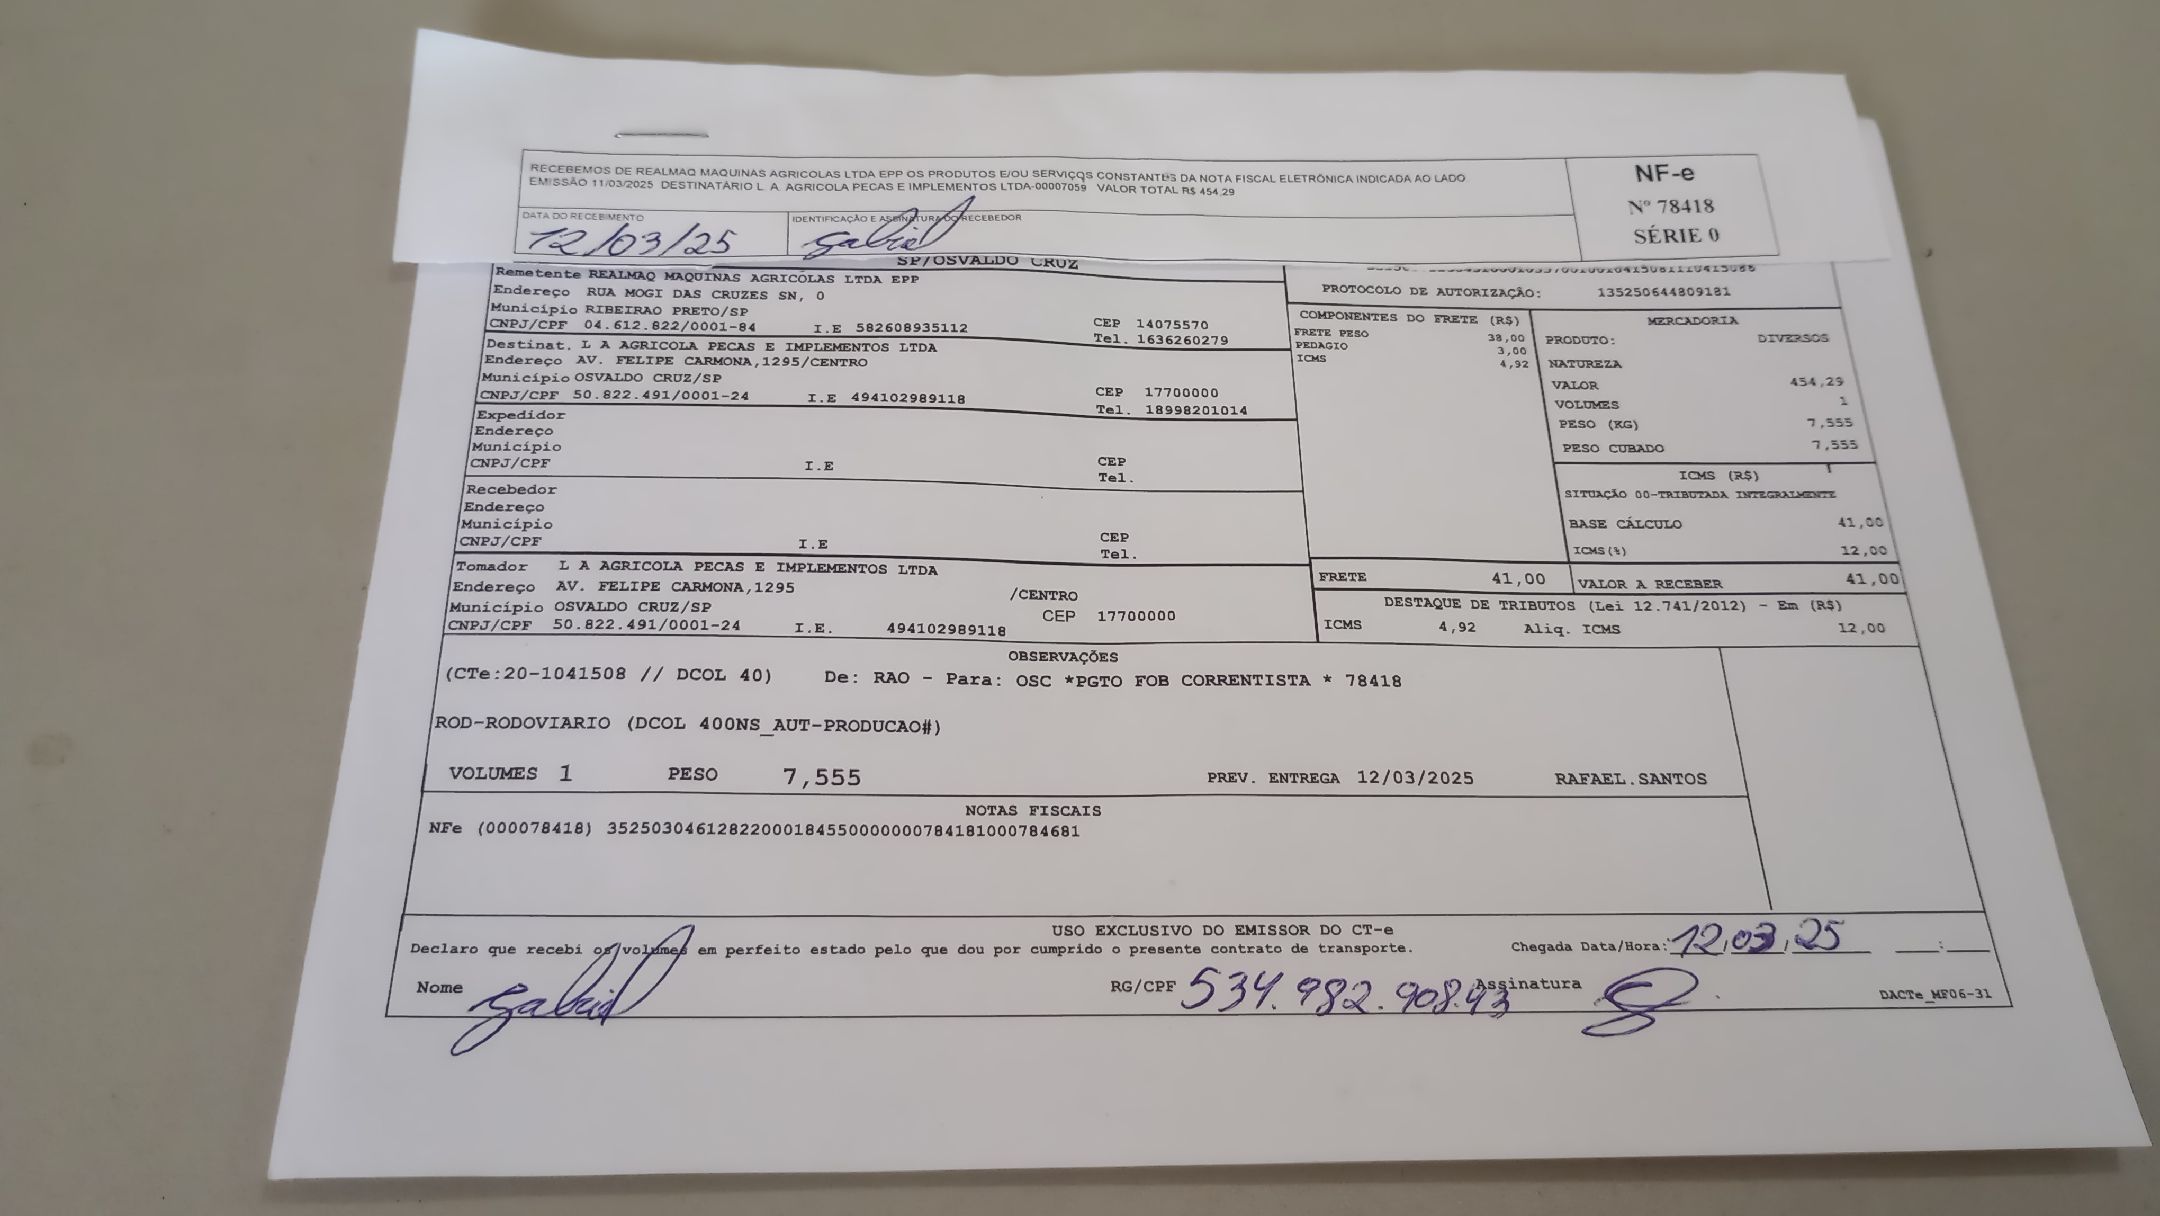 RECEBEMOS DE REALMAQ MAQUINAS AGRICOLAS LTDA EPP OS PRODUTOS E/OU SERVIÇOS CONSTANTES DA NOTA FISCAL ELETRÔNICA INDICADA AO LADO
EMISSÃO 11/03/2025 DESTINATÁRIO L. A. AGRICOLA PECAS E IMPLEMENTOS LTDA-00007059 VALOR TOTAL R$ 454,29
NF-e
Nº 78418
SÉRIE 0
DATA DO RECEBIMENTO
12/03/25
IDENTIFICAÇÃO E ASSINATURA DO RECEBEDOR
Gabriel
SP/OSVALDO CRUZ
Remetente REALMAQ MAQUINAS AGRICOLAS LTDA EPP
Endereço RUA MOGI DAS CRUZES SN, 0
Município RIBEIRAO PRETO/SP CEP 14075570
CNPJ/CPF 04.612.822/0001-84 I.E 582608935112 Tel. 1636260279
Destinat. L A AGRICOLA PECAS E IMPLEMENTOS LTDA
Endereço AV. FELIPE CARMONA,1295/CENTRO
Município OSVALDO CRUZ/SP CEP 17700000
CNPJ/CPF 50.822.491/0001-24 I.E 494102989118 Tel. 18998201014
Expedidor
Endereço
Município CEP
CNPJ/CPF I.E Tel.
Recebedor
Endereço
Município CEP
CNPJ/CPF I.E Tel.
Tomador L A AGRICOLA PECAS E IMPLEMENTOS LTDA
Endereço AV. FELIPE CARMONA,1295 /CENTRO
Município OSVALDO CRUZ/SP CEP 17700000
CNPJ/CPF 50.822.491/0001-24 I.E. 494102989118
PROTOCOLO DE AUTORIZAÇÃO: 135250644809181
COMPONENTES DO FRETE (R$)
FRETE PESO 38,00
PEDAGIO 3,00
ICMS 4,92
MERCADORIA
PRODUTO: DIVERSOS
NATUREZA
VALOR 454,29
VOLUMES 1
PESO (KG) 7,555
PESO CUBADO 7,555
ICMS (R$)
SITUAÇÃO 00-TRIBUTADA INTEGRALMENTE
BASE CÁLCULO 41,00
ICMS(%) 12,00
FRETE 41,00 VALOR A RECEBER 41,00
DESTAQUE DE TRIBUTOS (Lei 12.741/2012) - Em (R$)
ICMS 4,92 Aliq. ICMS 12,00
OBSERVAÇÕES
(CTe:20-1041508 // DCOL 40) De: RAO - Para: OSC *PGTO FOB CORRENTISTA * 78418
ROD-RODOVIARIO (DCOL 400NS_AUT-PRODUCAO#)
VOLUMES 1 PESO 7,555 PREV. ENTREGA 12/03/2025 RAFAEL.SANTOS
NOTAS FISCAIS
NFe (000078418) 35250304612822000184550000000784181000784681
USO EXCLUSIVO DO EMISSOR DO CT-e
Declaro que recebi os volumes em perfeito estado pelo que dou por cumprido o presente contrato de transporte. Chegada Data/Hora: 12,03,25 :
Nome Gabriel RG/CPF 534.982.908.93 Assinatura
DACTe_MF06-31